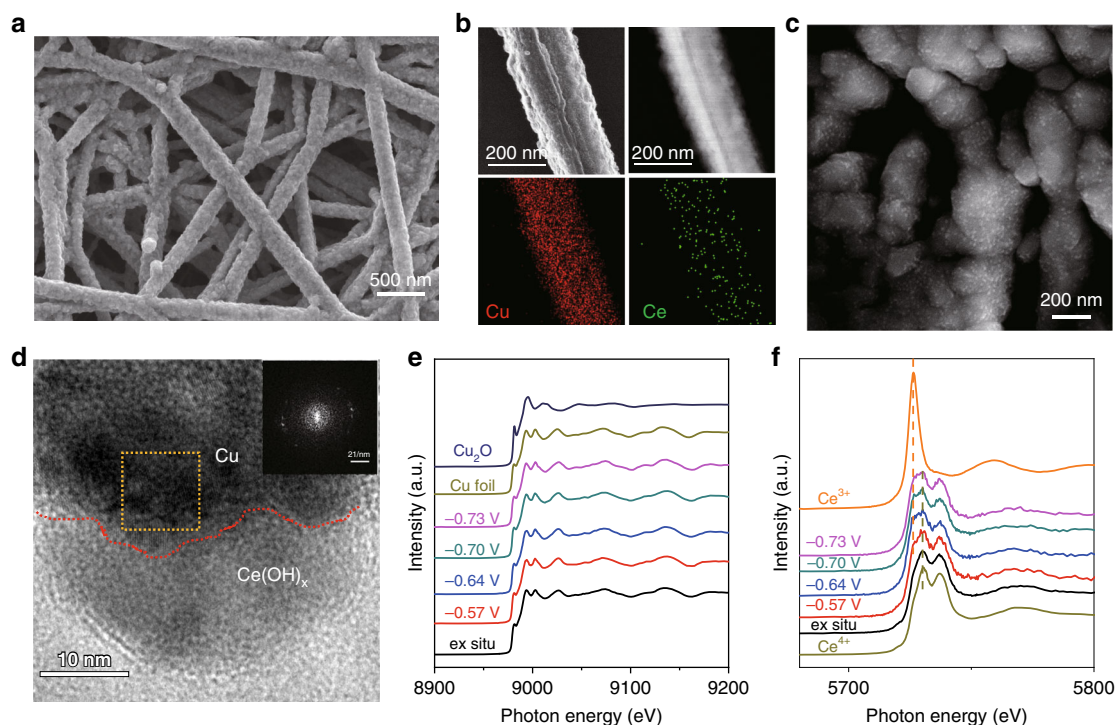 a
500 nm
b
200 nm
200 nm
Cu
Ce
c
200 nm
d
Cu
Ce(OH)x
10 nm
21/nm
e
Intensity (a.u.)
Cu2O
Cu foil
−0.73 V
−0.70 V
−0.64 V
−0.57 V
ex situ
8900
9000
9100
9200
Photon energy (eV)
f
Intensity (a.u.)
Ce3+
−0.73 V
−0.70 V
−0.64 V
−0.57 V
ex situ
Ce4+
5700
5800
Photon energy (eV)